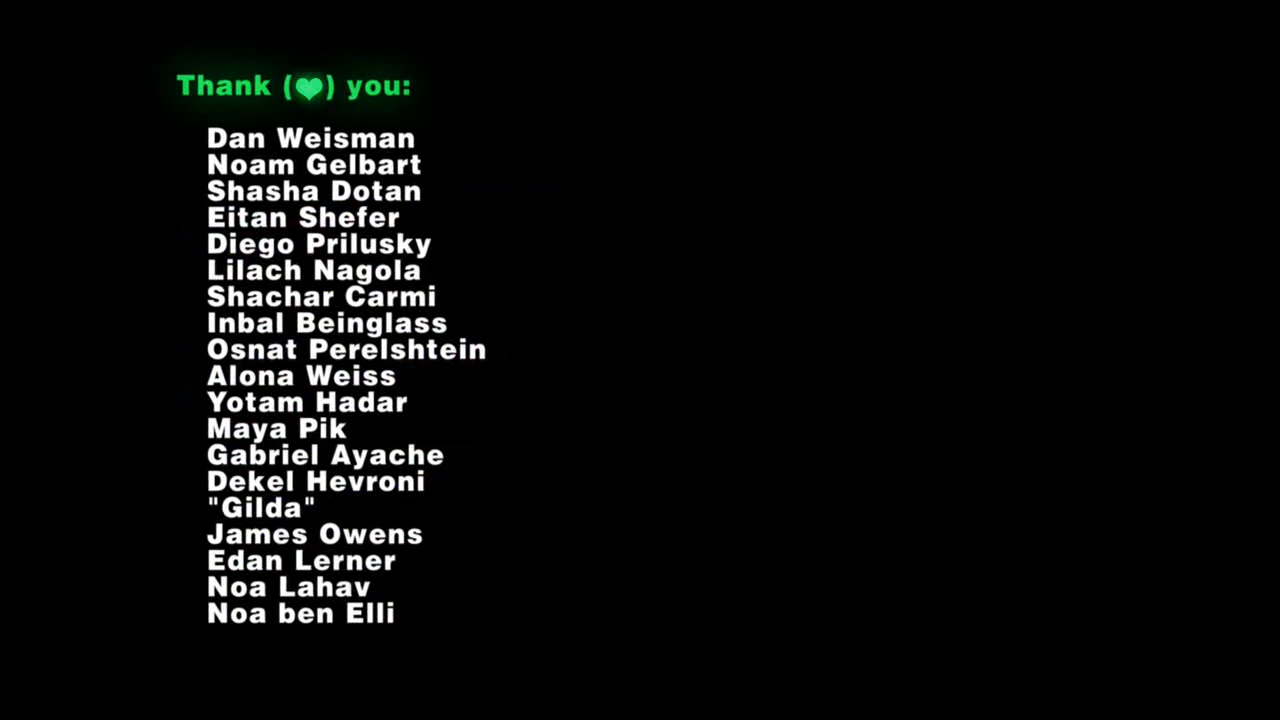 Thank (💚) you:
Dan Weisman
Noam Gelbart
Shasha Dotan
Eitan Shefer
Diego Prilusky
Lilach Nagola
Shachar Carmi
Inbal Beinglass
Osnat Perelshtein
Alona Weiss
Yotam Hadar
Maya Pik
Gabriel Ayache
Dekel Hevroni
"Gilda"
James Owens
Edan Lerner
Noa Lahav
Noa ben Elli